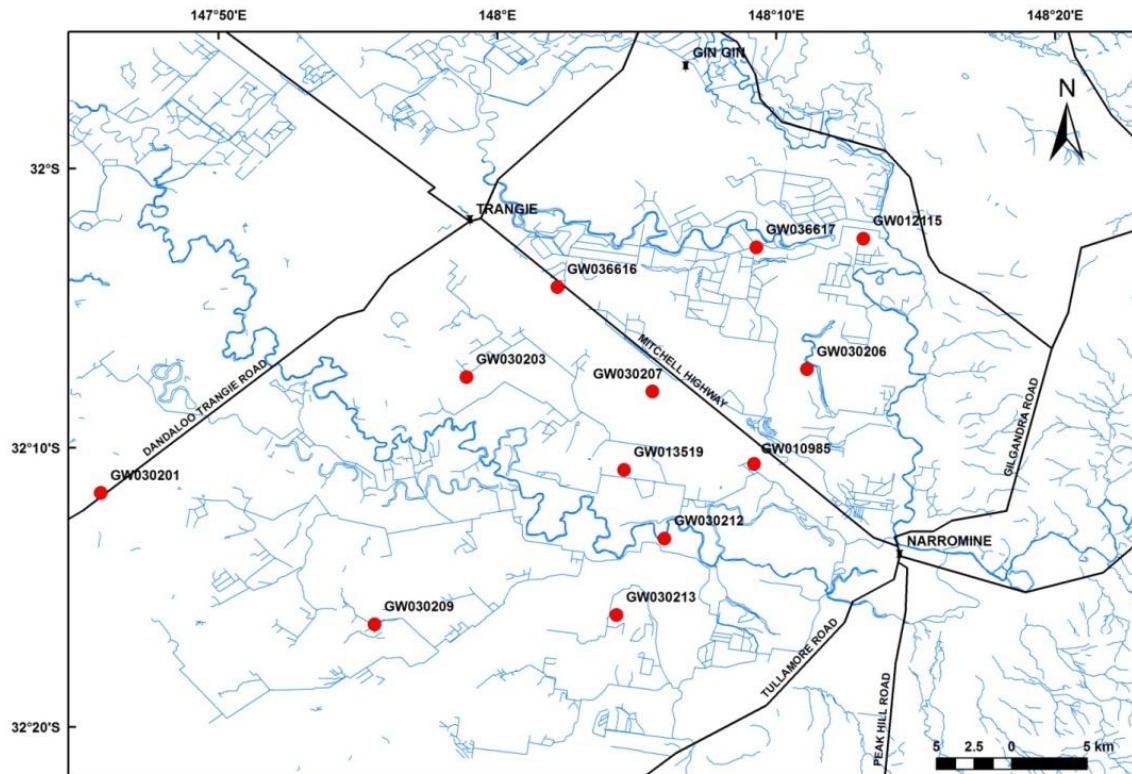 147°50'E
148°E
148°10'E
148°20'E
GIN GIN
N
32°S
TRANGIE
GW036617
GW012115
GW036616
GW030203
GW030207
MITCHELL HIGHWAY
GW030206
DANDALOO TRANGIE ROAD
GILGANDRA ROAD
32°10'S
GW030201
GW013519
GW010985
GW030212
NARROMINE
GW030209
GW030213
TULLAMORE ROAD
PEAK HILL ROAD
32°20'S
5 2.5 0 5 km